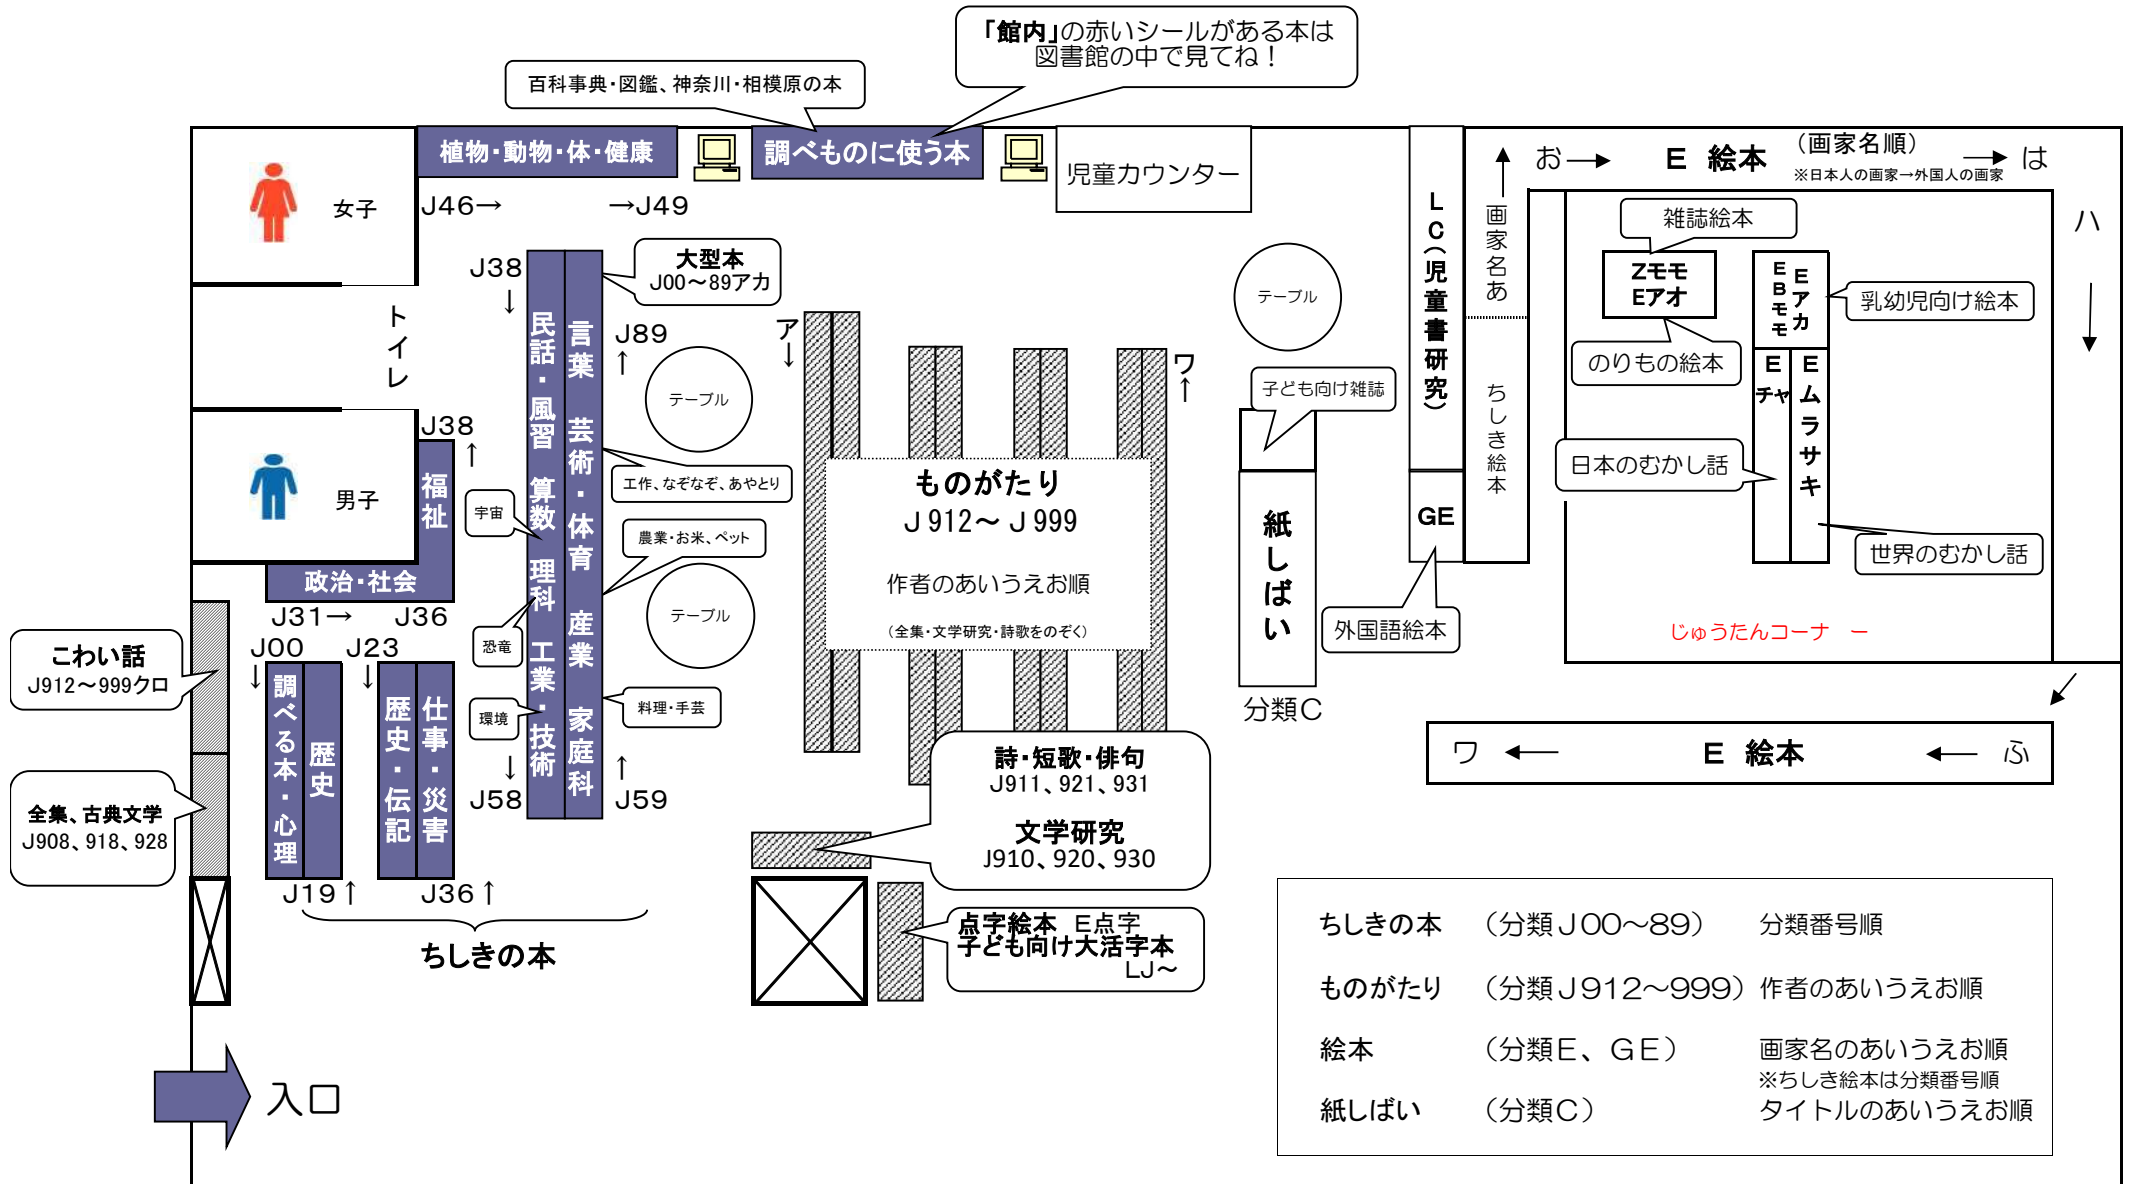 「館内」の赤いシールがある本は
図書館の中で見てね！
百科事典・図鑑、神奈川・相模原の本
植物・動物・体・健康
調べものに使う本
児童カウンター
J46→
→J49
女子
トイレ
男子
J38
↓
大型本
J00～89アカ
民話・風習 算数 理科 工業・技術
言葉 芸術・体育 産業 家庭科
J89
↑
テーブル
工作、なぞなぞ、あやとり
宇宙
農業・お米、ペット
テーブル
恐竜
環境
料理・手芸
↓
J58
↑
J59
J38
↑
福祉
政治・社会
J31→
J36
J00
↓
J23
↓
調べる本・心理
歴史
歴史・伝記
仕事・災害
J19↑
J36↑
ちしきの本
こわい話
J912～999クロ
全集、古典文学
J908、918、928
入口
ア
↓
ワ
↑
ものがたり
J912～J999
作者のあいうえお順
（全集・文学研究・詩歌をのぞく）
詩・短歌・俳句
J911、921、931
文学研究
J910、920、930
点字絵本 E点字
子ども向け大活字本
LJ～
テーブル
子ども向け雑誌
紙しばい
分類C
LC（児童書研究）
GE
外国語絵本
画家名あ
ちしき絵本
お→
E 絵本
（画家名順）
※日本人の画家→外国人の画家
→は
ハ
↓
雑誌絵本
Zモモ
Eアオ
のりもの絵本
EBモモ
Eアカ
乳幼児向け絵本
Eチャ
Eムラサキ
日本のむかし話
世界のむかし話
じゅうたんコーナ ー
ワ ← E 絵本 ← ふ
ちしきの本 （分類J00～89） 分類番号順
ものがたり （分類J912～999） 作者のあいうえお順
絵本 （分類E、GE） 画家名のあいうえお順
※ちしき絵本は分類番号順
紙しばい （分類C） タイトルのあいうえお順